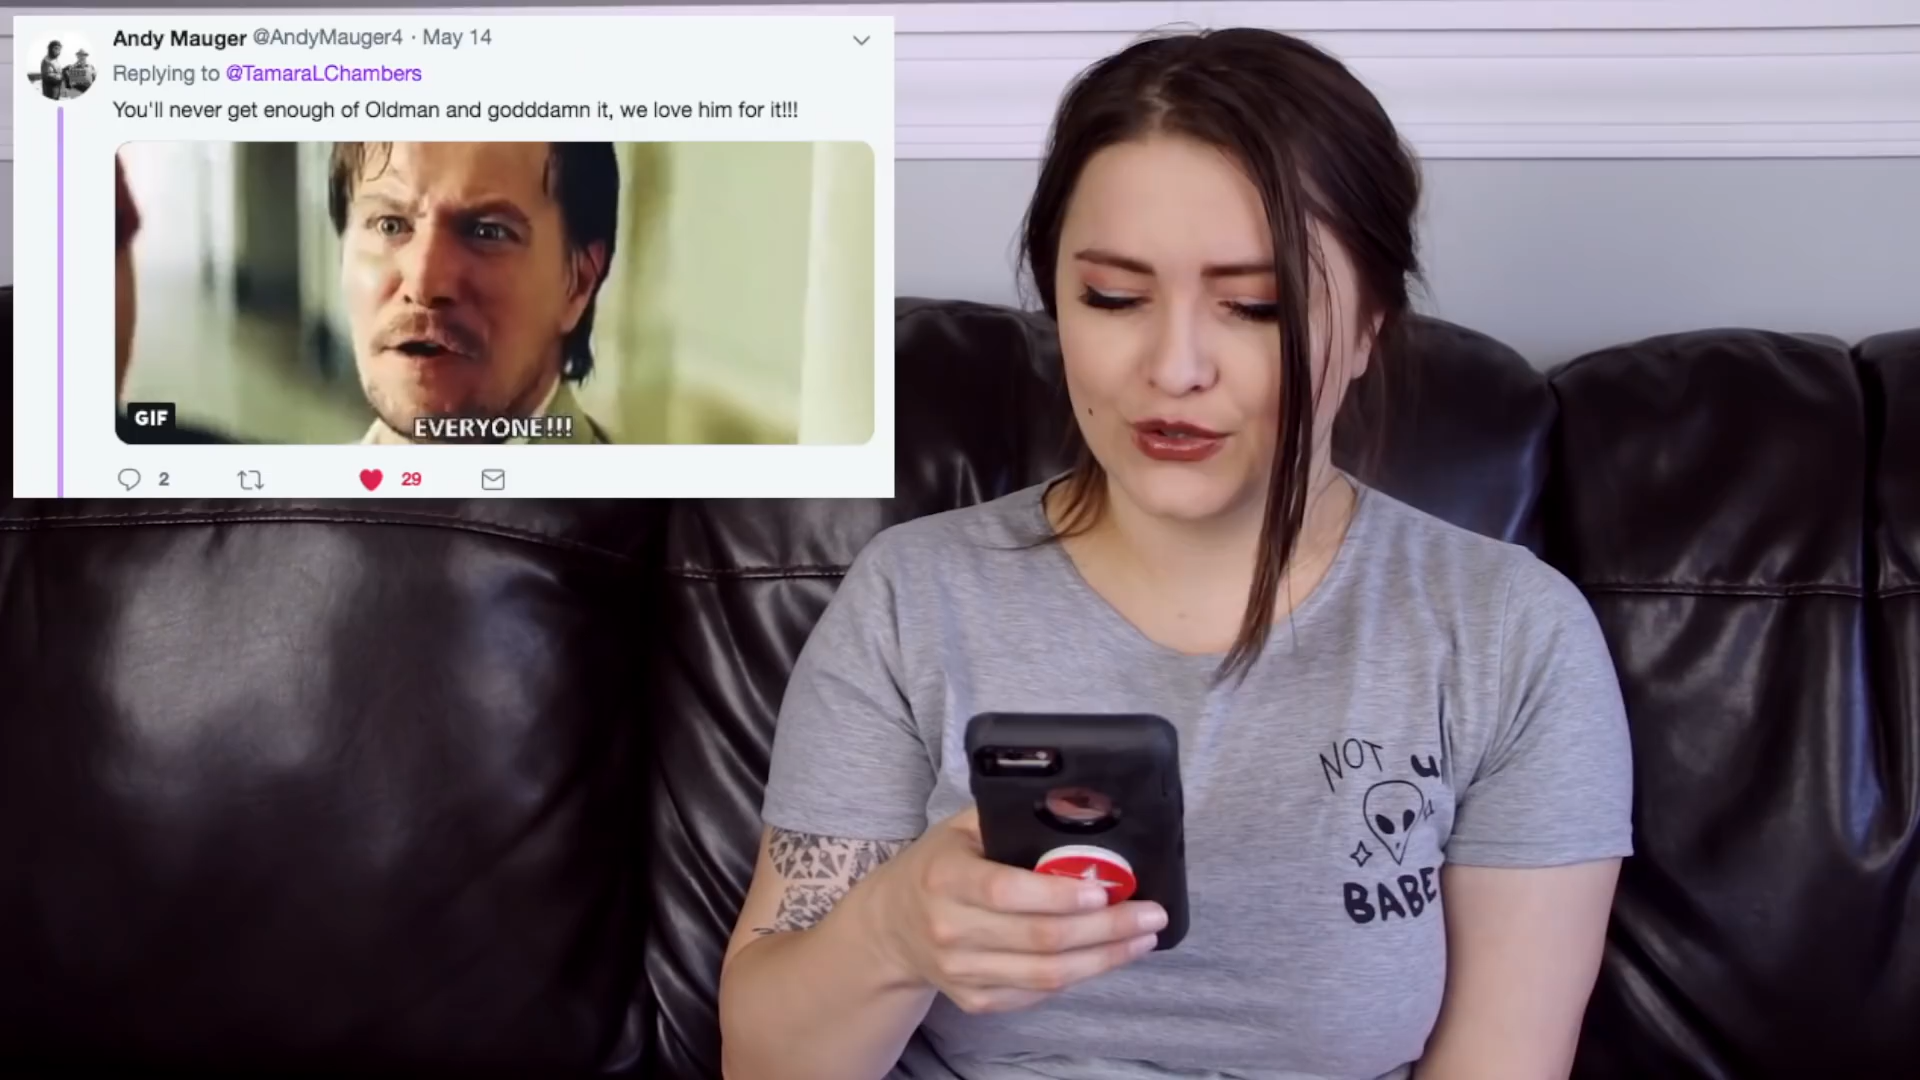 Andy Mauger @AndyMauger4 · May 14
Replying to @TamaraLChambers
You'll never get enough of Oldman and godddamn it, we love him for it!!!
GIF
EVERYONE!!!
2
29
NOT
BABE